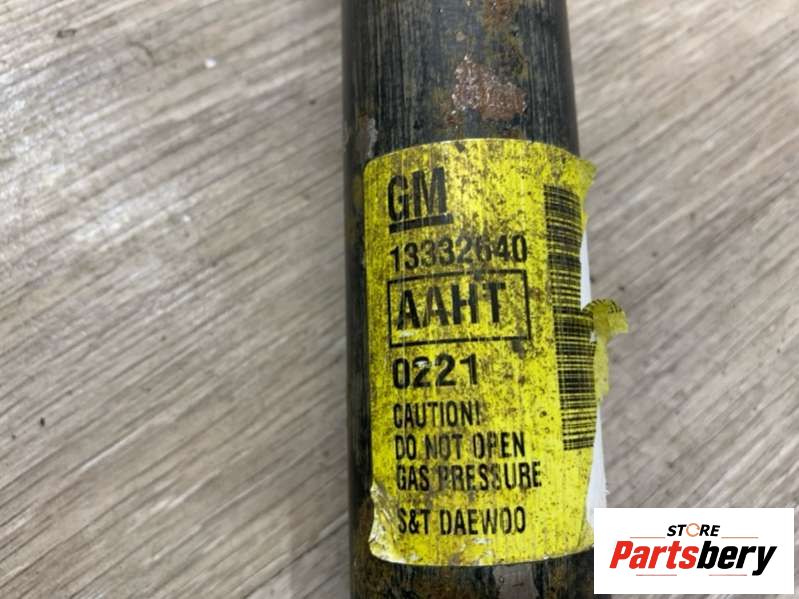 GM
13332640
AAHT
0221
CAUTION!
DO NOT OPEN
GAS PRESSURE
S&T DAEWOO
STORE
Partsbery